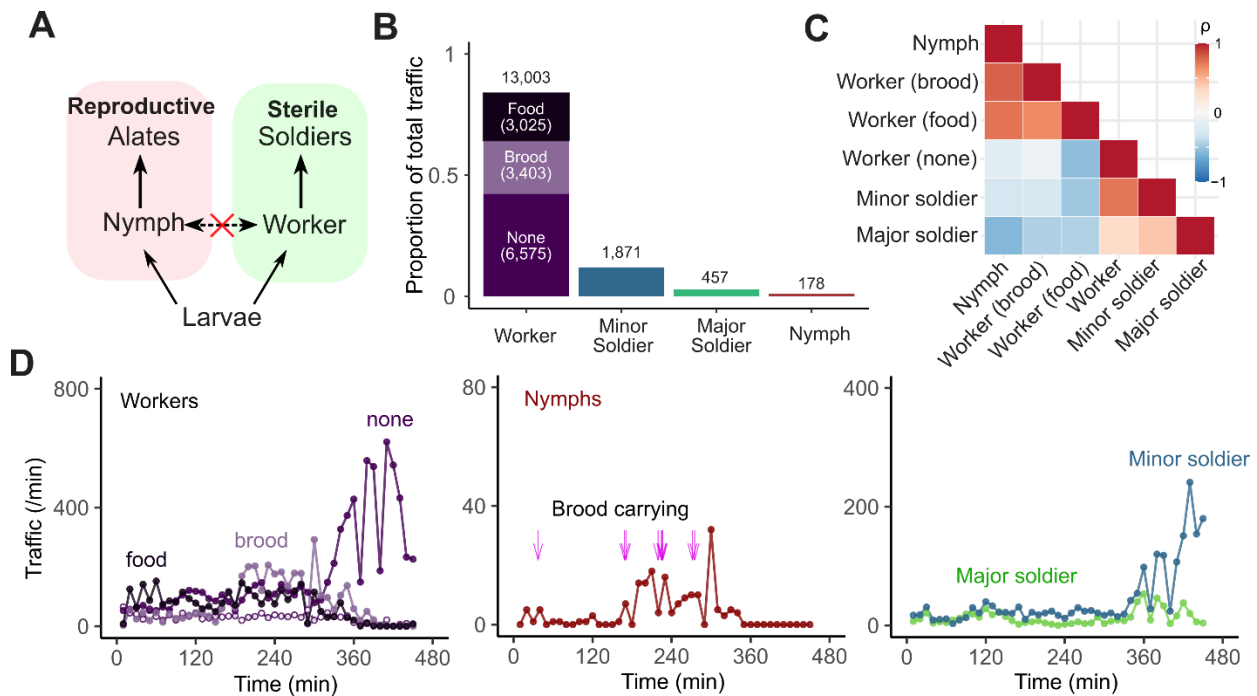 A
Reproductive
Alates
Nymph
Sterile
Soldiers
Worker
Larvae
B
Proportion of total traffic
1
0.5
0
13,003
Food
(3,025)
Brood
(3,403)
None
(6,575)
1,871
457
178
Worker
Minor
Soldier
Major
Soldier
Nymph
C
ρ
1
0
−1
Nymph
Worker (brood)
Worker (food)
Worker (none)
Minor soldier
Major soldier
Nymph
Worker (brood)
Worker (food)
Worker
Minor soldier
Major soldier
D
Traffic (/min)
800
400
0
Workers
food
brood
none
0 120 240 360 480
Time (min)
80
40
0
Nymphs
Brood carrying
0 120 240 360 480
Time (min)
400
200
0
Minor soldier
Major soldier
0 120 240 360 480
Time (min)